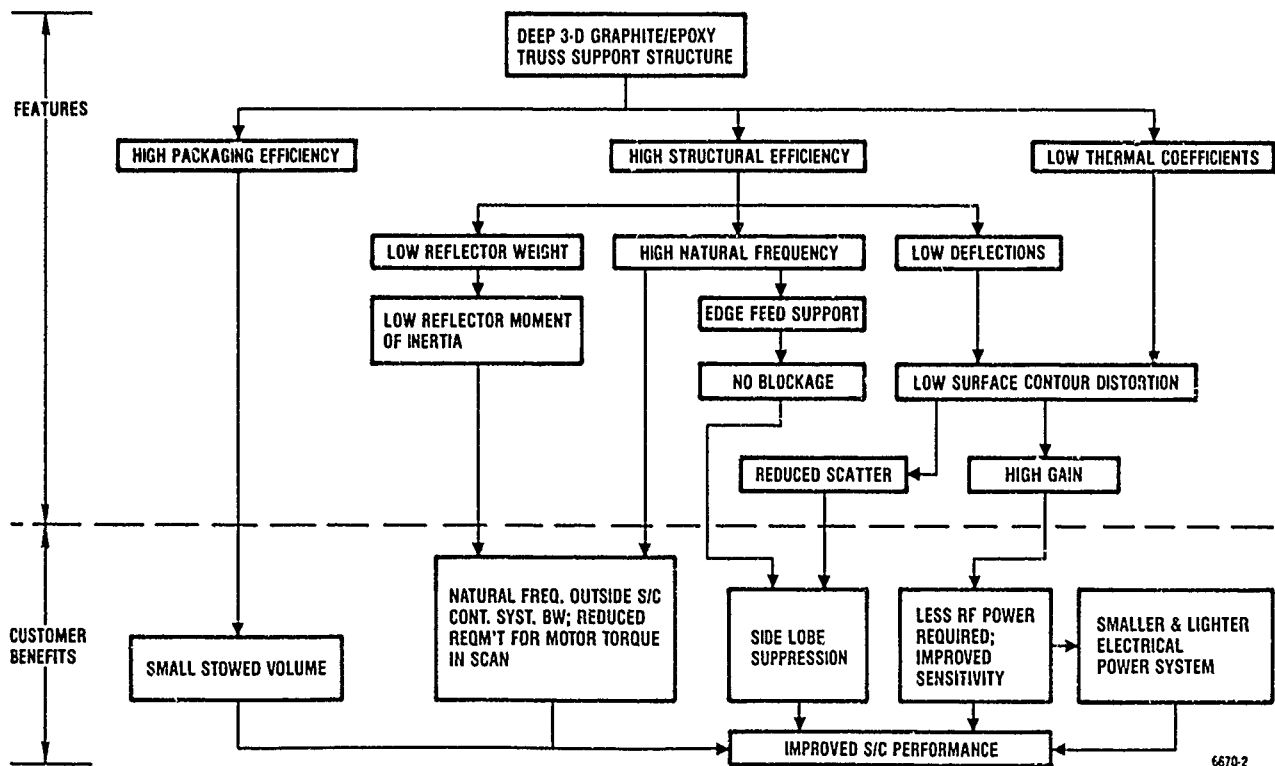 DEEP 3-D GRAPHITE/EPOXY
TRUSS SUPPORT STRUCTURE
FEATURES
HIGH PACKAGING EFFICIENCY
HIGH STRUCTURAL EFFICIENCY
LOW THERMAL COEFFICIENTS
LOW REFLECTOR WEIGHT
HIGH NATURAL FREQUENCY
LOW DEFLECTIONS
LOW REFLECTOR MOMENT
OF INERTIA
EDGE FEED SUPPORT
NO BLOCKAGE
LOW SURFACE CONTOUR DISTORTION
REDUCED SCATTER
HIGH GAIN
CUSTOMER
BENEFITS
SMALL STOWED VOLUME
NATURAL FREQ. OUTSIDE S/C
CONT. SYST. BW; REDUCED
REQM'T FOR MOTOR TORQUE
IN SCAN
SIDE LOBE
SUPPRESSION
LESS RF POWER
REQUIRED;
IMPROVED
SENSITIVITY
SMALLER & LIGHTER
ELECTRICAL
POWER SYSTEM
IMPROVED S/C PERFORMANCE
6670-2